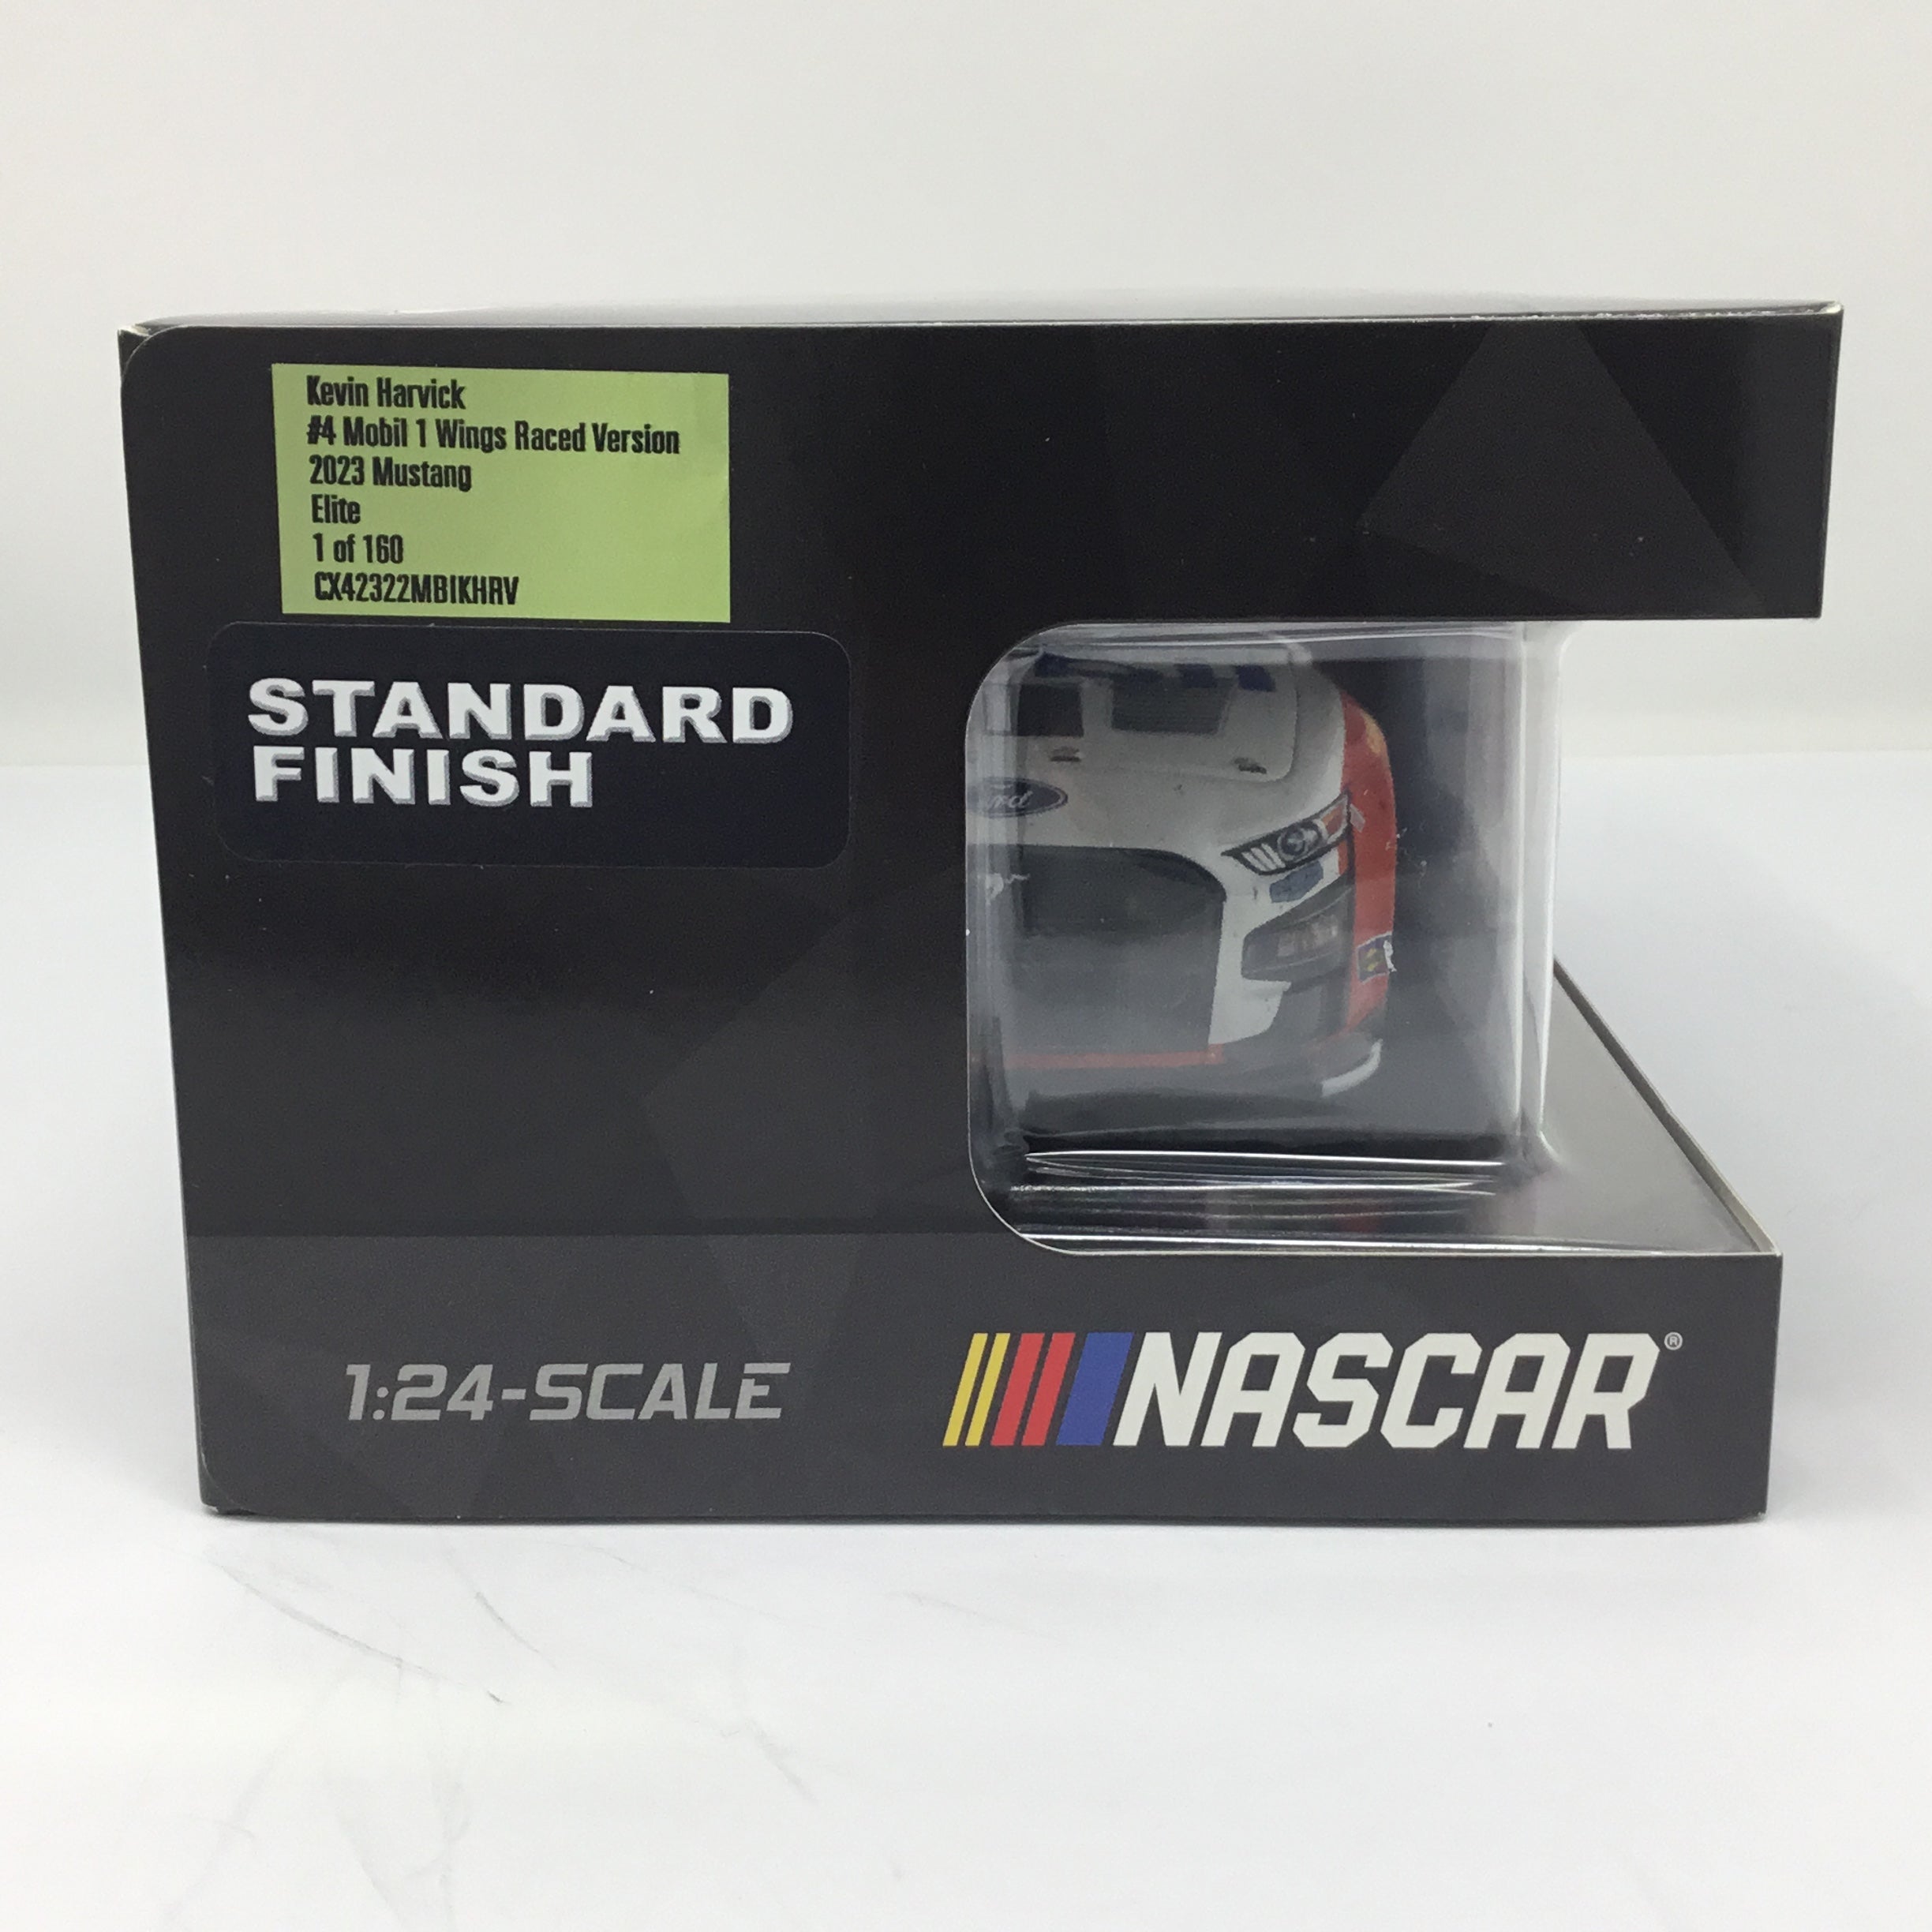 Kevin Harvick
#4 Mobil 1 Wings Raced Version
2023 Mustang
Elite
1 of 160
CX42322MBIKHRV
STANDARD
FINISH
1:24-SCALE
NASCAR®